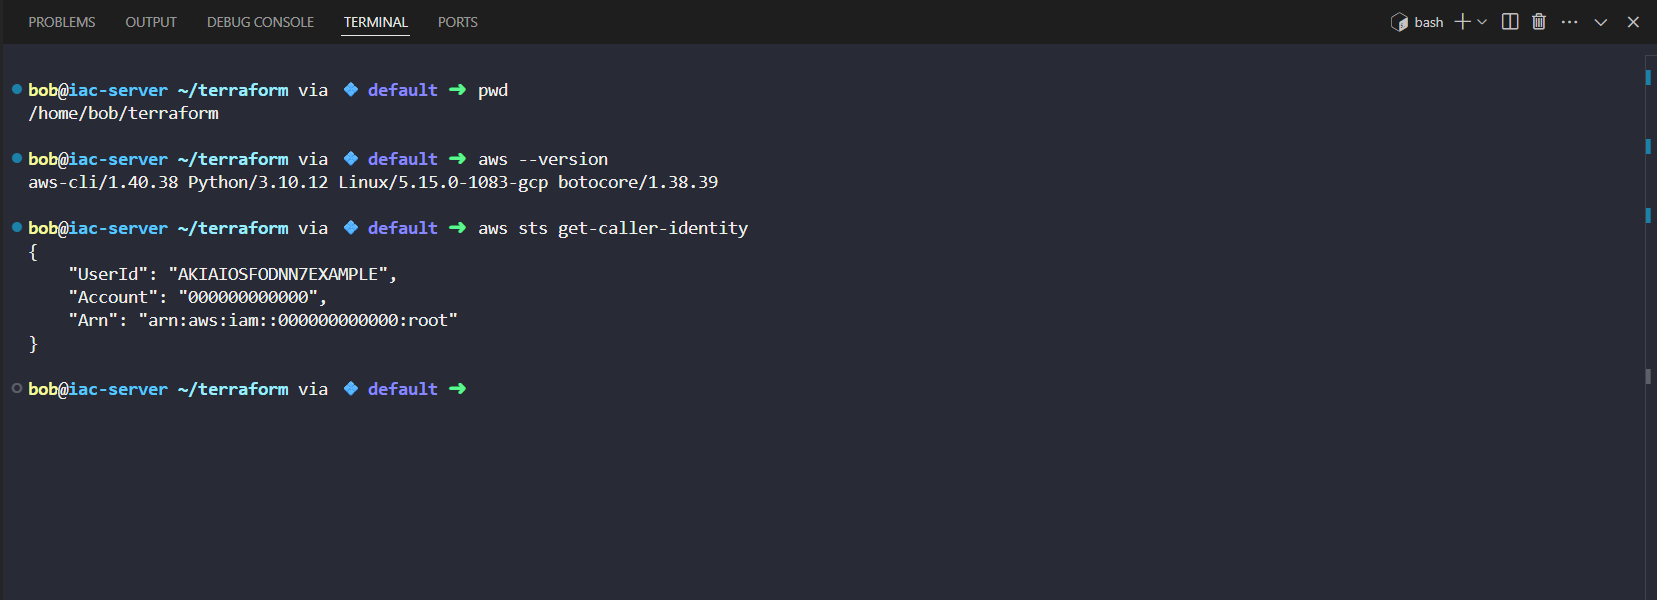 PROBLEMS OUTPUT DEBUG CONSOLE TERMINAL PORTS bash
bob@iac-server ~/terraform via default ➜ pwd
/home/bob/terraform
bob@iac-server ~/terraform via default ➜ aws --version
aws-cli/1.40.38 Python/3.10.12 Linux/5.15.0-1083-gcp botocore/1.38.39
bob@iac-server ~/terraform via default ➜ aws sts get-caller-identity
{
    "UserId": "AKIAIOSFODNN7EXAMPLE",
    "Account": "000000000000",
    "Arn": "arn:aws:iam::000000000000:root"
}
bob@iac-server ~/terraform via default ➜